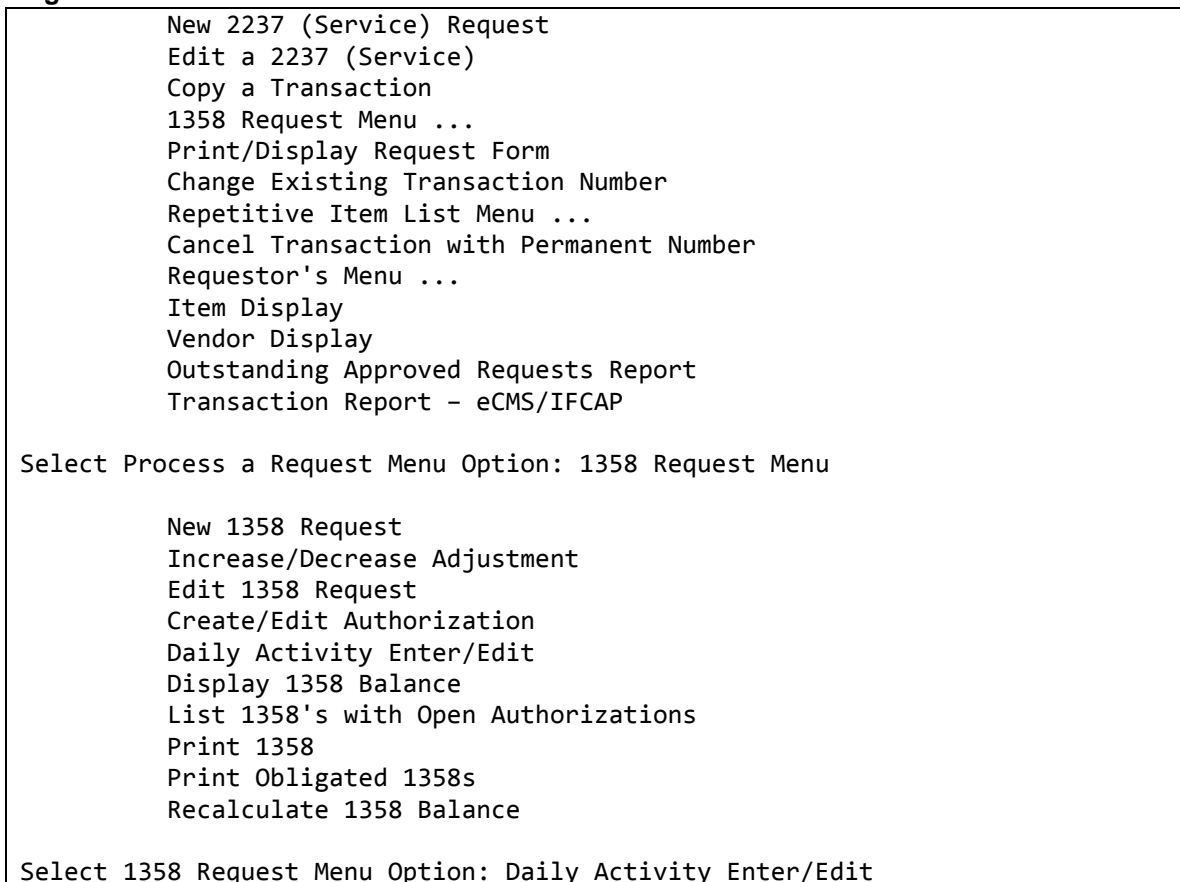 New 2237 (Service) Request
Edit a 2237 (Service)
Copy a Transaction
1358 Request Menu ...
Print/Display Request Form
Change Existing Transaction Number
Repetitive Item List Menu ...
Cancel Transaction with Permanent Number
Requestor's Menu ...
Item Display
Vendor Display
Outstanding Approved Requests Report
Transaction Report – eCMS/IFCAP
Select Process a Request Menu Option: 1358 Request Menu
New 1358 Request
Increase/Decrease Adjustment
Edit 1358 Request
Create/Edit Authorization
Daily Activity Enter/Edit
Display 1358 Balance
List 1358's with Open Authorizations
Print 1358
Print Obligated 1358s
Recalculate 1358 Balance
Select 1358 Request Menu Option: Daily Activity Enter/Edit